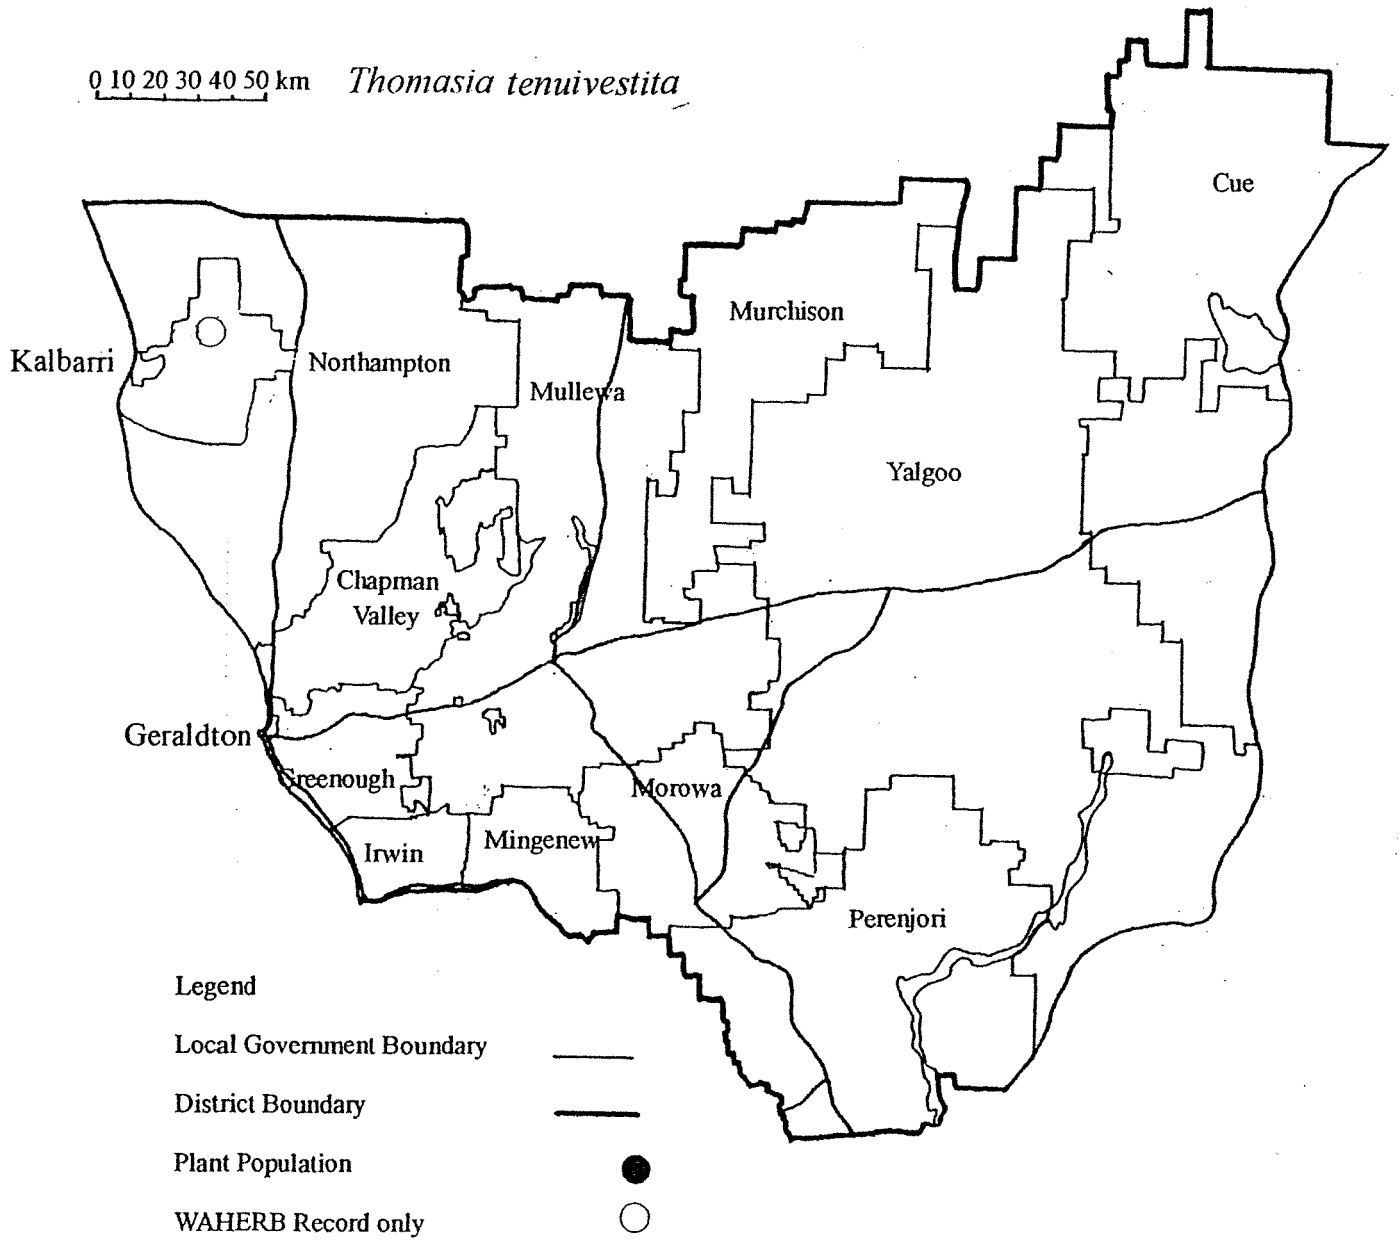 0 10 20 30 40 50 km
Thomasia tenuivestita
Cue
Murchison
Kalbarri
Northampton
Mullewa
Yalgoo
Chapman
Valley
Geraldton
Greenough
Morowa
Irwin
Mingenew
Perenjori
Legend
Local Government Boundary
District Boundary
Plant Population
WAHERB Record only